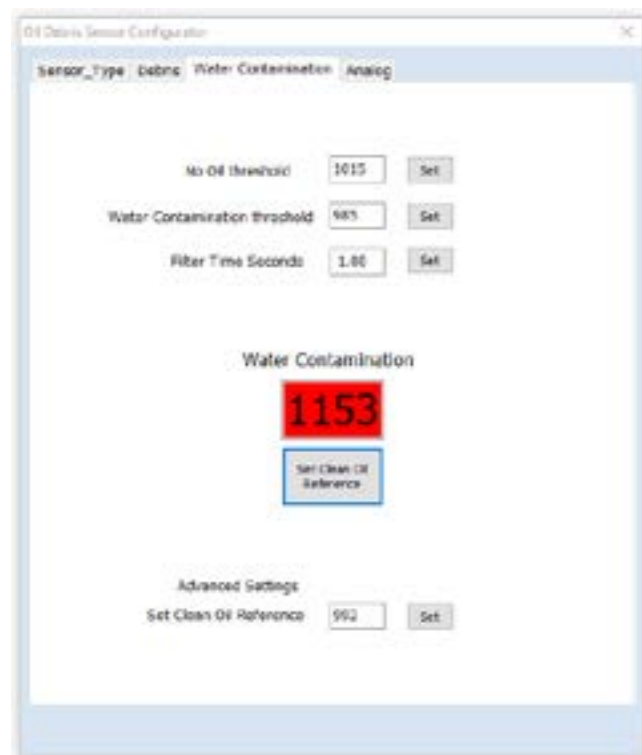 Oil Debris Sensor Configurator
Sensor_Type Debris Water Contamination Analog
No Oil threshold 1015 Set
Water Contamination threshold 985 Set
Filter Time Seconds 1.00 Set
Water Contamination
1153
Set Clean Oil
Reference
Advanced Settings
Set Clean Oil Reference 992 Set